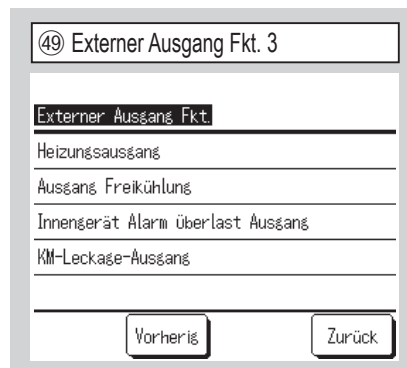 ㊾ Externer Ausgang Fkt. 3
Externer Ausgang Fkt.
Heizungsausgang
Ausgang Freikühlung
Innengerät Alarm überlast Ausgang
KM-Leckage-Ausgang
Vorherig
Zurück